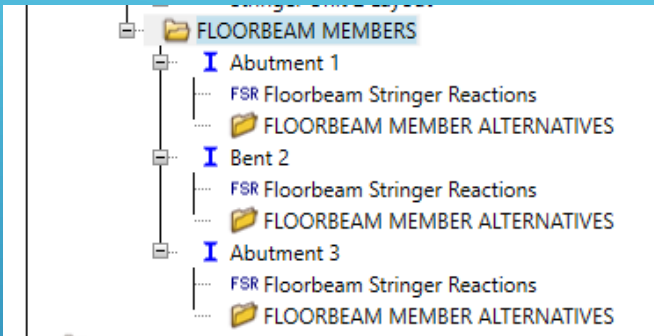 FLOORBEAM MEMBERS
Abutment 1
FSR Floorbeam Stringer Reactions
FLOORBEAM MEMBER ALTERNATIVES
Bent 2
FSR Floorbeam Stringer Reactions
FLOORBEAM MEMBER ALTERNATIVES
Abutment 3
FSR Floorbeam Stringer Reactions
FLOORBEAM MEMBER ALTERNATIVES